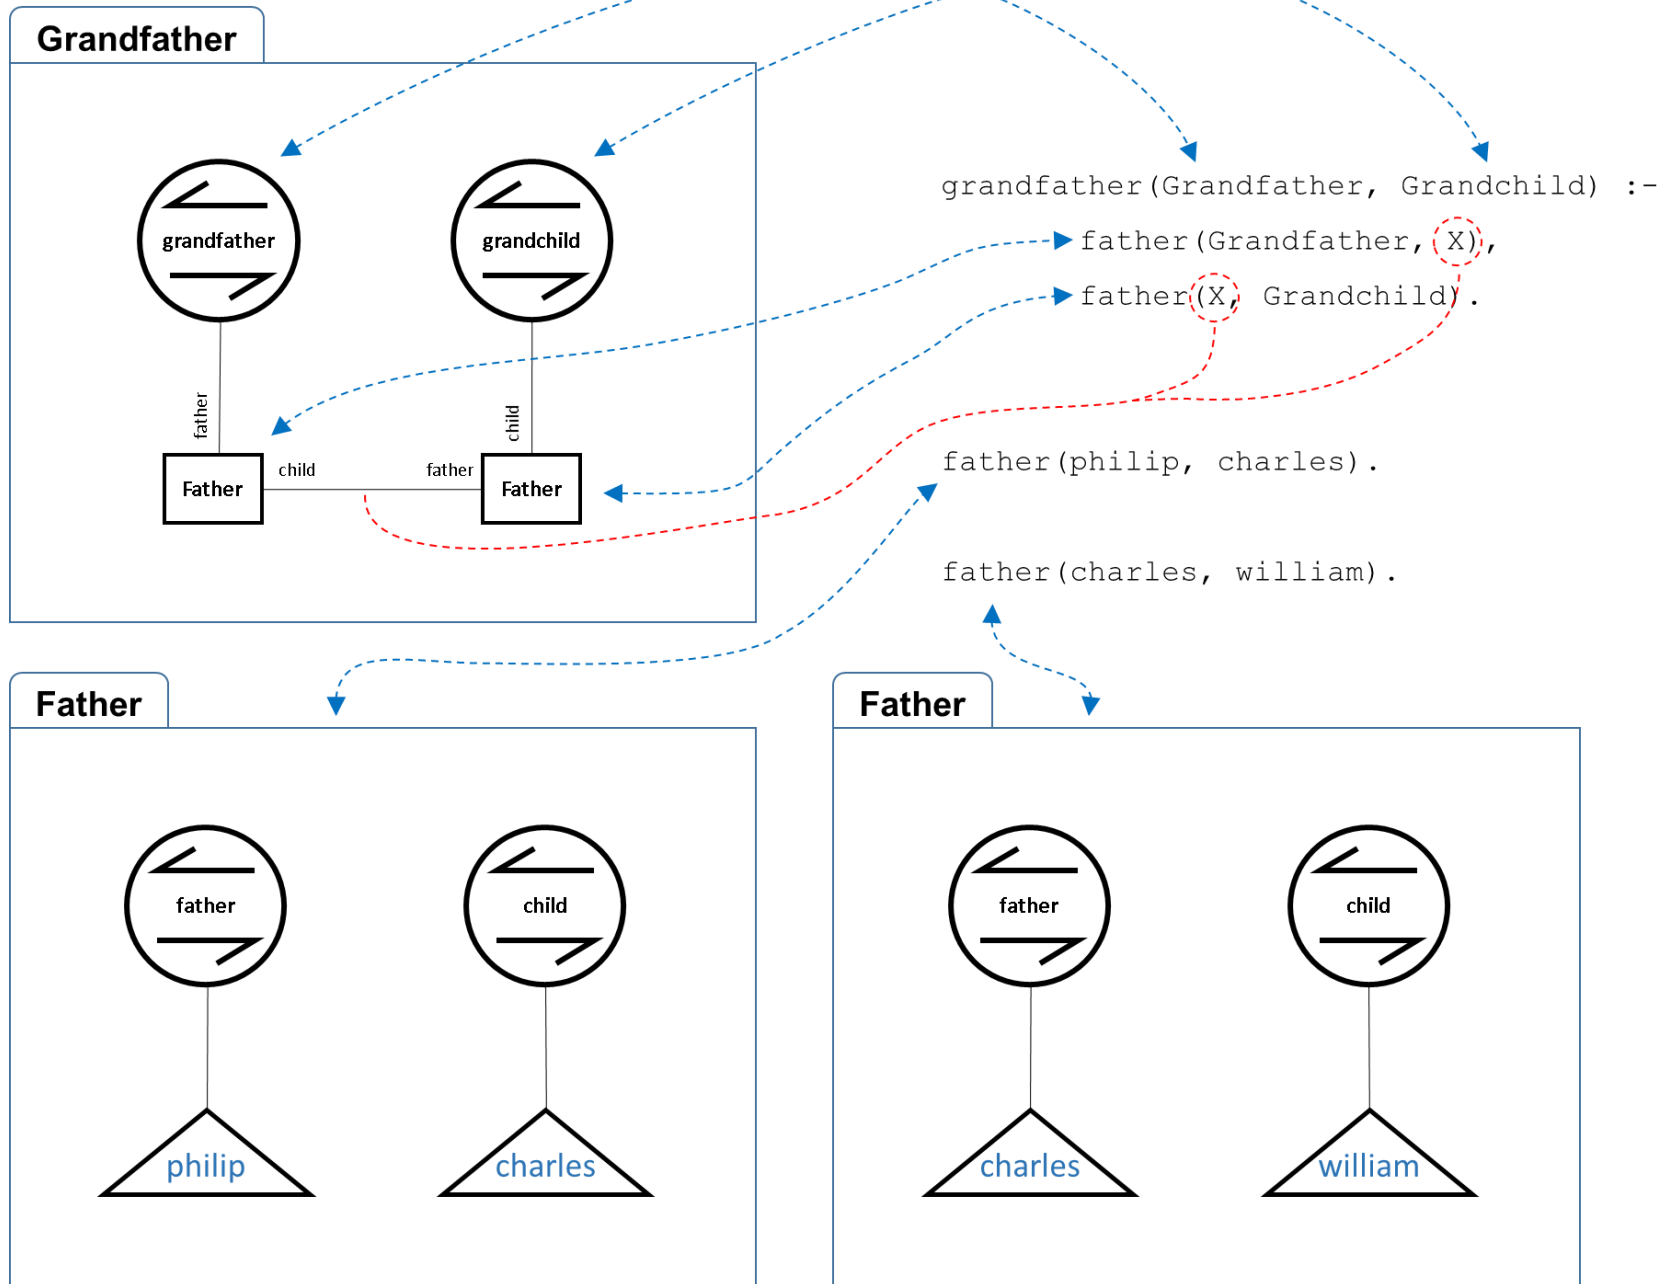 Grandfather
grandfather
grandchild
father
child
Father
child
father
Father
grandfather(Grandfather, Grandchild) :-
father(Grandfather, X),
father(X, Grandchild).
father(philip, charles).
father(charles, william).
Father
father
child
philip
charles
Father
father
child
charles
william